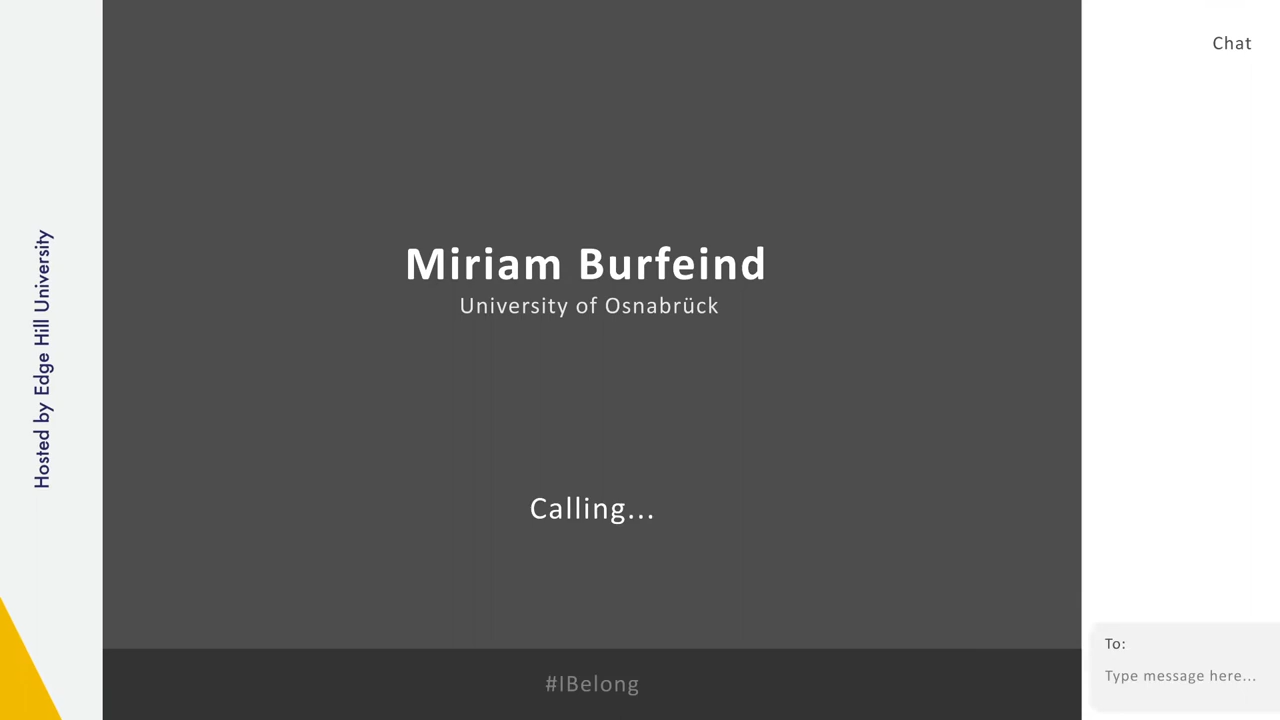 Hosted by Edge Hill University
Miriam Burfeind
University of Osnabrück
Calling...
#IBelong
Chat
To:
Type message here...